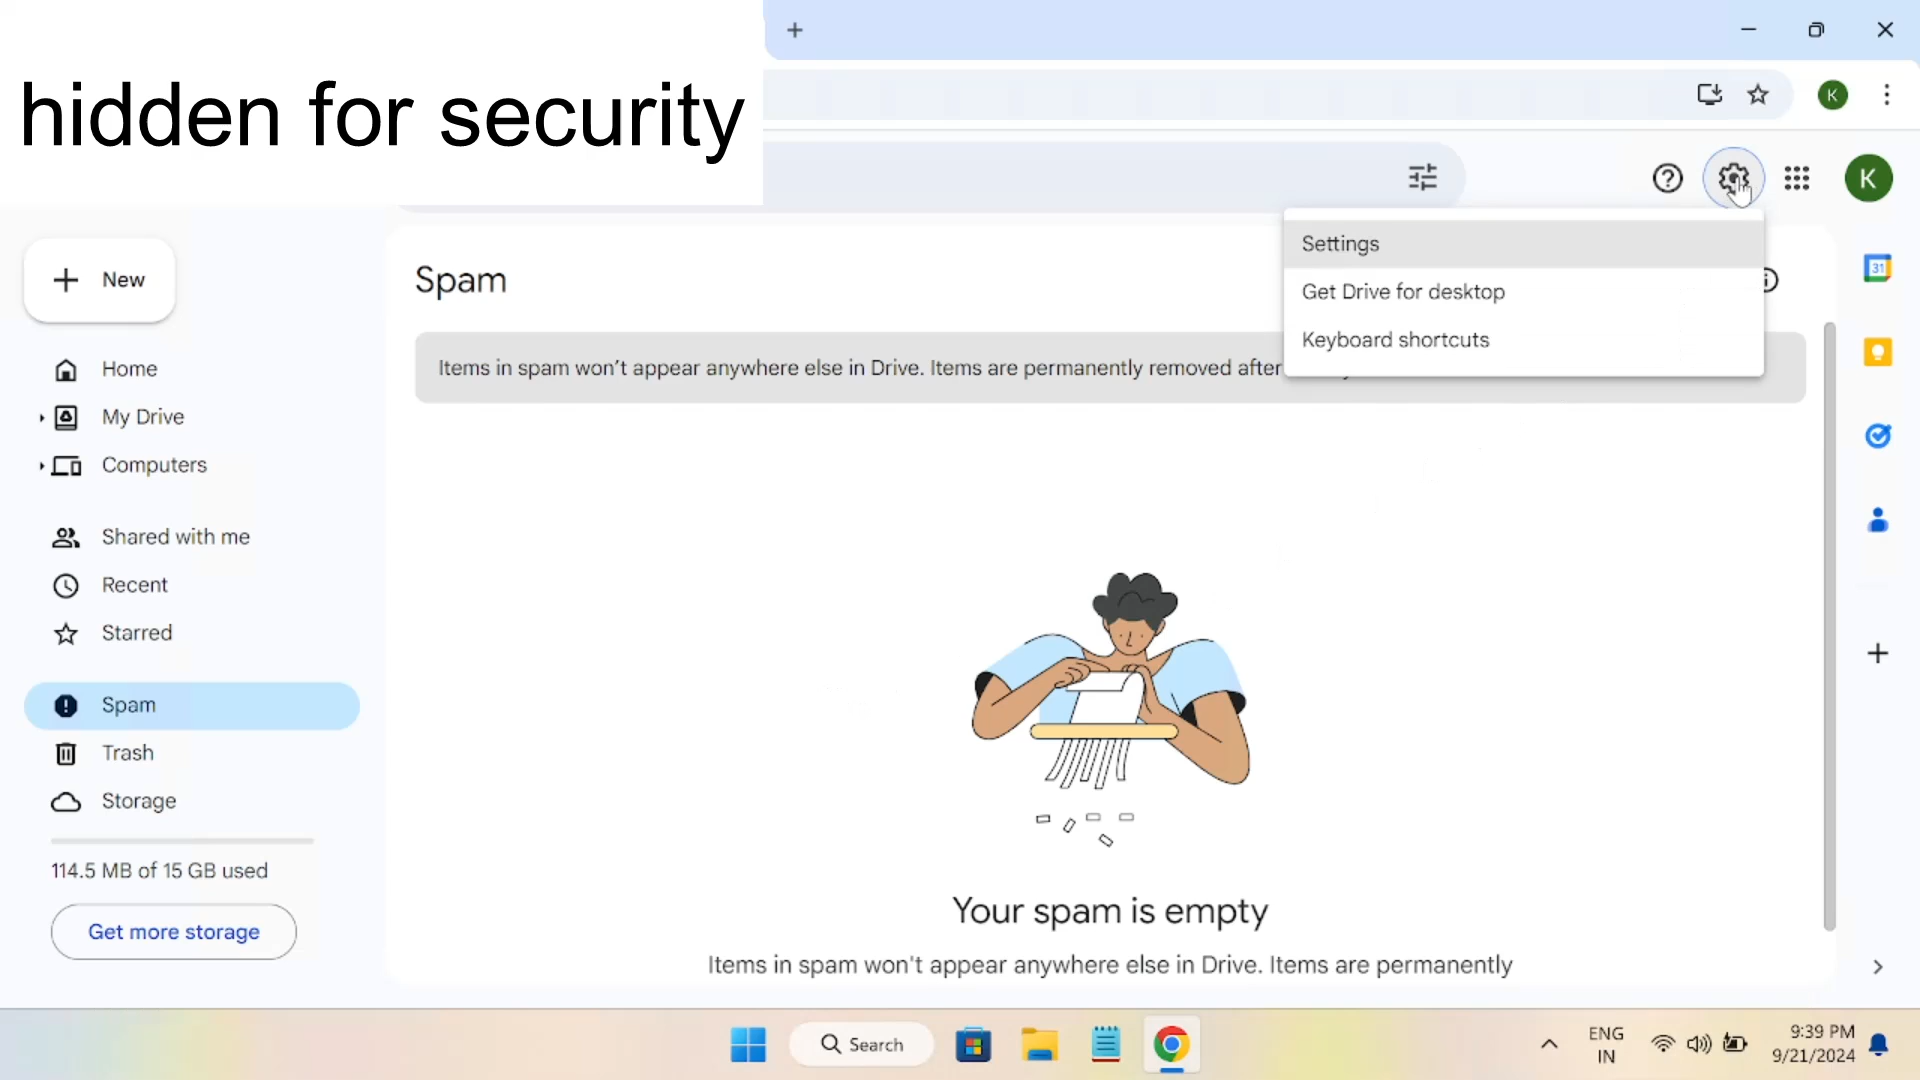 hidden for security
K
K
Settings
Get Drive for desktop
Keyboard shortcuts
New
Spam
Items in spam won't appear anywhere else in Drive. Items are permanently removed after
Home
My Drive
Computers
Shared with me
Recent
Starred
Spam
Trash
Storage
114.5 MB of 15 GB used
Get more storage
31
Your spam is empty
Items in spam won't appear anywhere else in Drive. Items are permanently
Search
ENG
IN
9:39 PM
9/21/2024